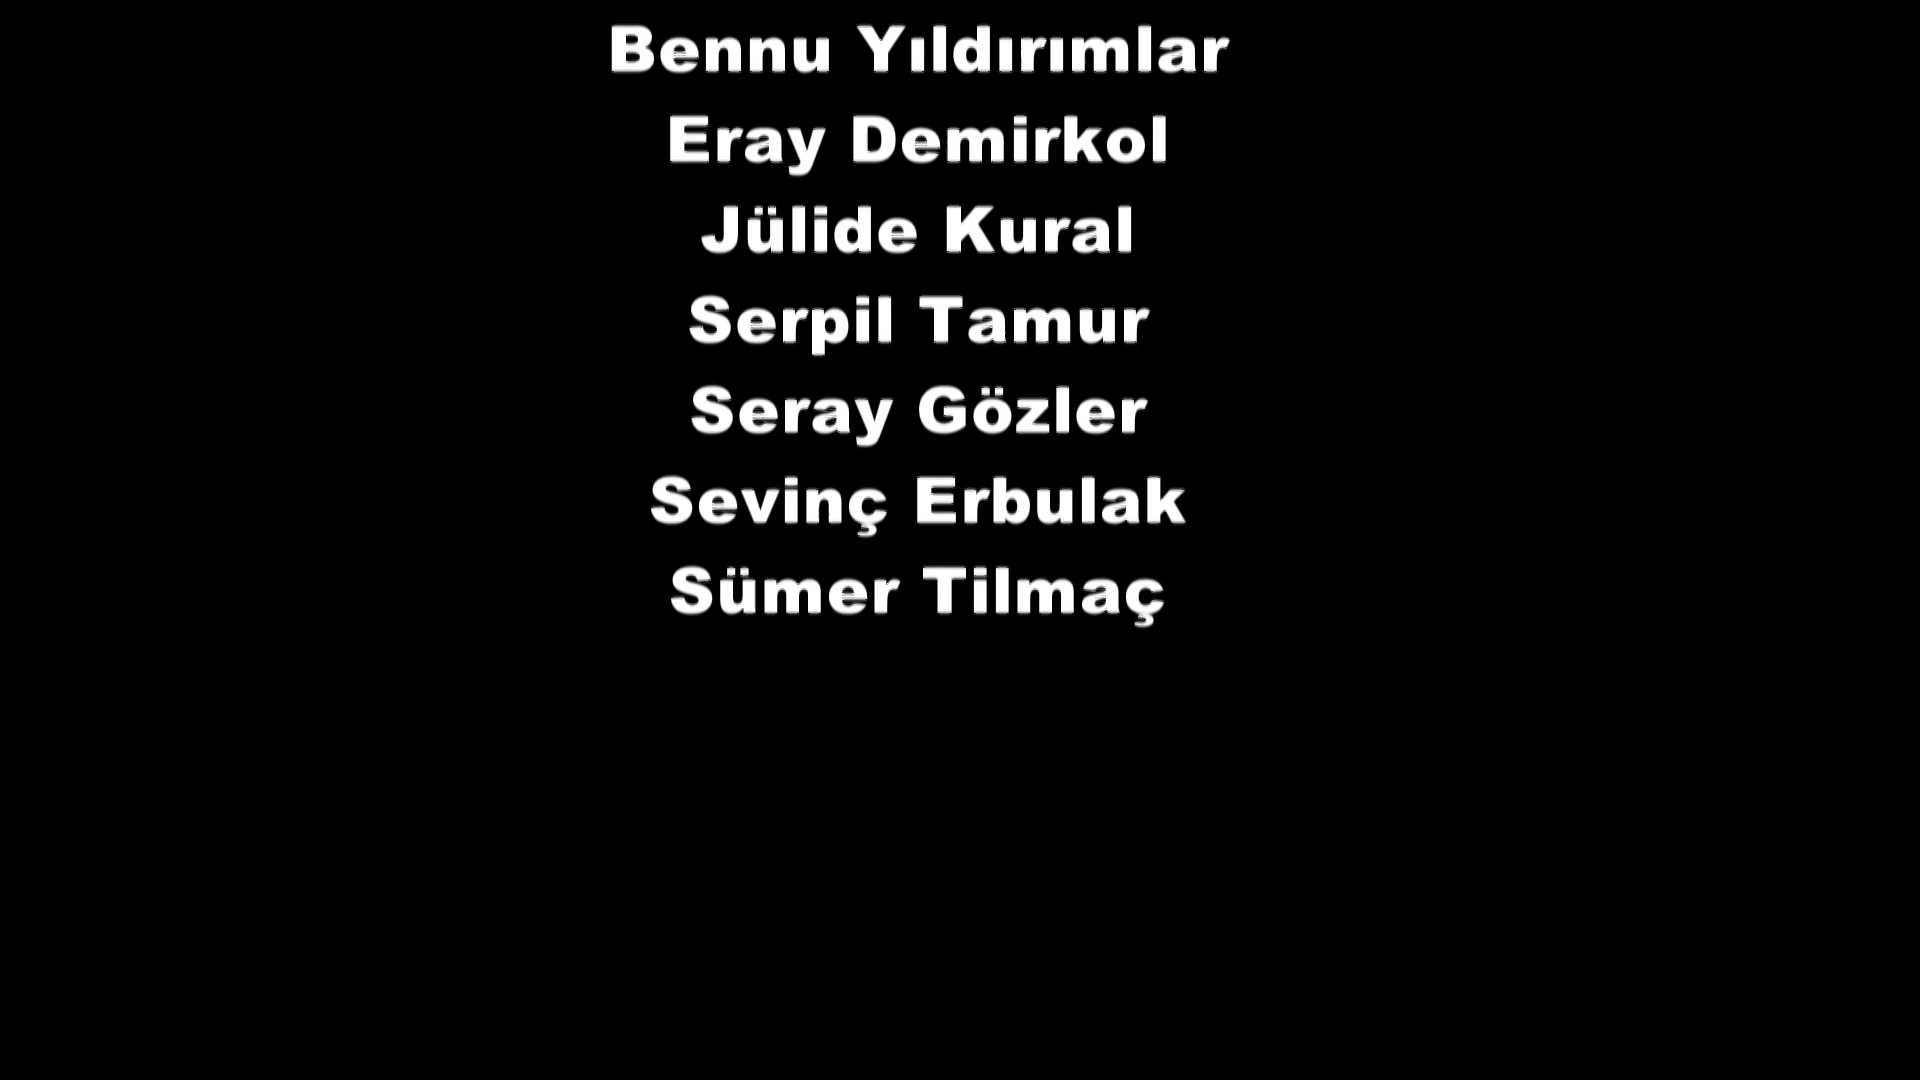 Bennu Yıldırımlar
Eray Demirkol
Jülide Kural
Serpil Tamur
Seray Gözler
Sevinç Erbulak
Sümer Tilmaç